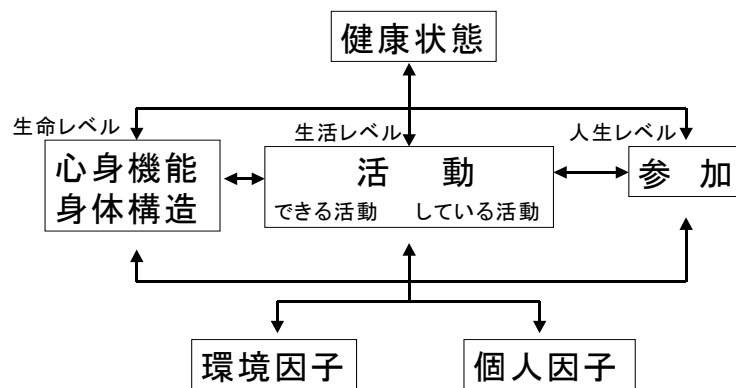 健康状態
生命レベル
生活レベル
人生レベル
心身機能
身体構造
活　動
できる活動　している活動
参　加
環境因子
個人因子